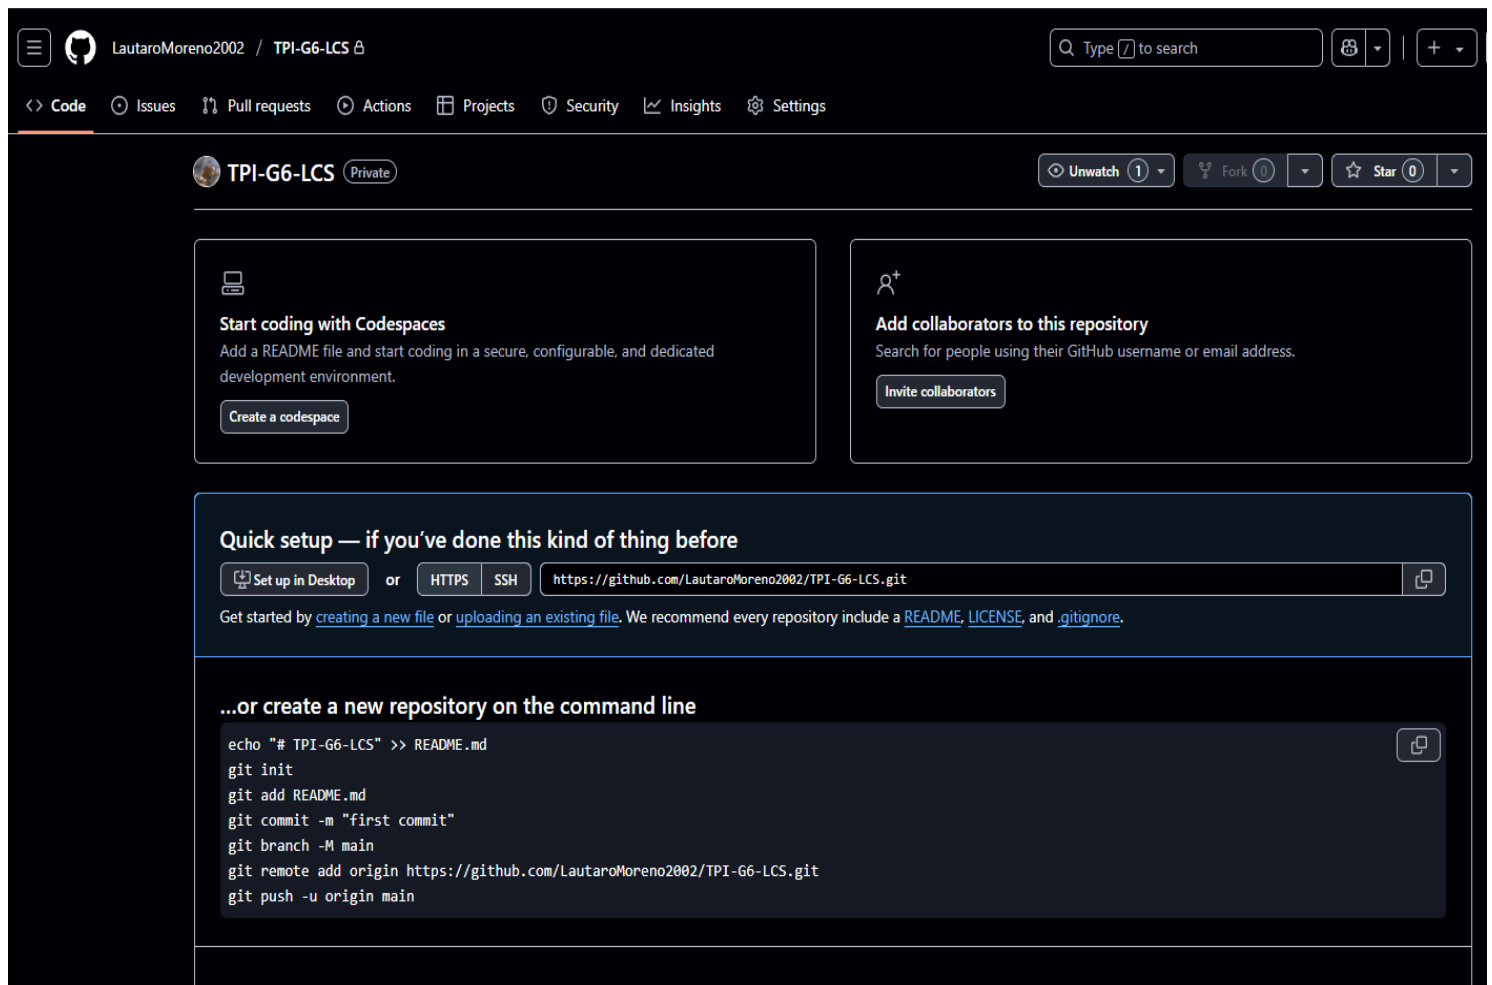 LautaroMoreno2002 / TPI-G6-LCS
Type / to search
Code Issues Pull requests Actions Projects Security Insights Settings
TPI-G6-LCS Private
Unwatch 1 Fork 0 Star 0
Start coding with Codespaces
Add a README file and start coding in a secure, configurable, and dedicated
development environment.
Create a codespace
Add collaborators to this repository
Search for people using their GitHub username or email address.
Invite collaborators
Quick setup — if you’ve done this kind of thing before
Set up in Desktop or HTTPS SSH https://github.com/LautaroMoreno2002/TPI-G6-LCS.git
Get started by creating a new file or uploading an existing file. We recommend every repository include a README, LICENSE, and .gitignore.
…or create a new repository on the command line
echo "# TPI-G6-LCS" >> README.md
git init
git add README.md
git commit -m "first commit"
git branch -M main
git remote add origin https://github.com/LautaroMoreno2002/TPI-G6-LCS.git
git push -u origin main